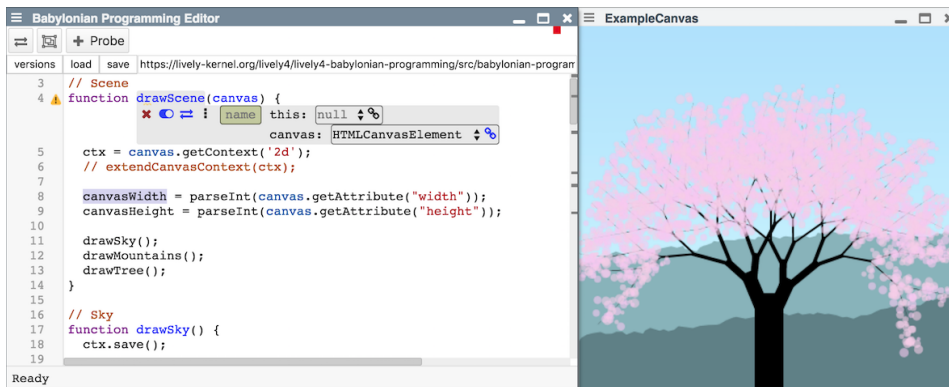 Babylonian Programming Editor
+ Probe
versions load save https://lively-kernel.org/lively4/lively4-babylonian-programming/src/babylonian-program
3 // Scene
4 function drawScene(canvas) {
name this: null
canvas: HTMLCanvasElement
5 ctx = canvas.getContext('2d');
6 // extendCanvasContext(ctx);
7
8 canvasWidth = parseInt(canvas.getAttribute("width"));
9 canvasHeight = parseInt(canvas.getAttribute("height"));
10
11 drawSky();
12 drawMountains();
13 drawTree();
14 }
15
16 // Sky
17 function drawSky() {
18 ctx.save();
19
Ready
ExampleCanvas